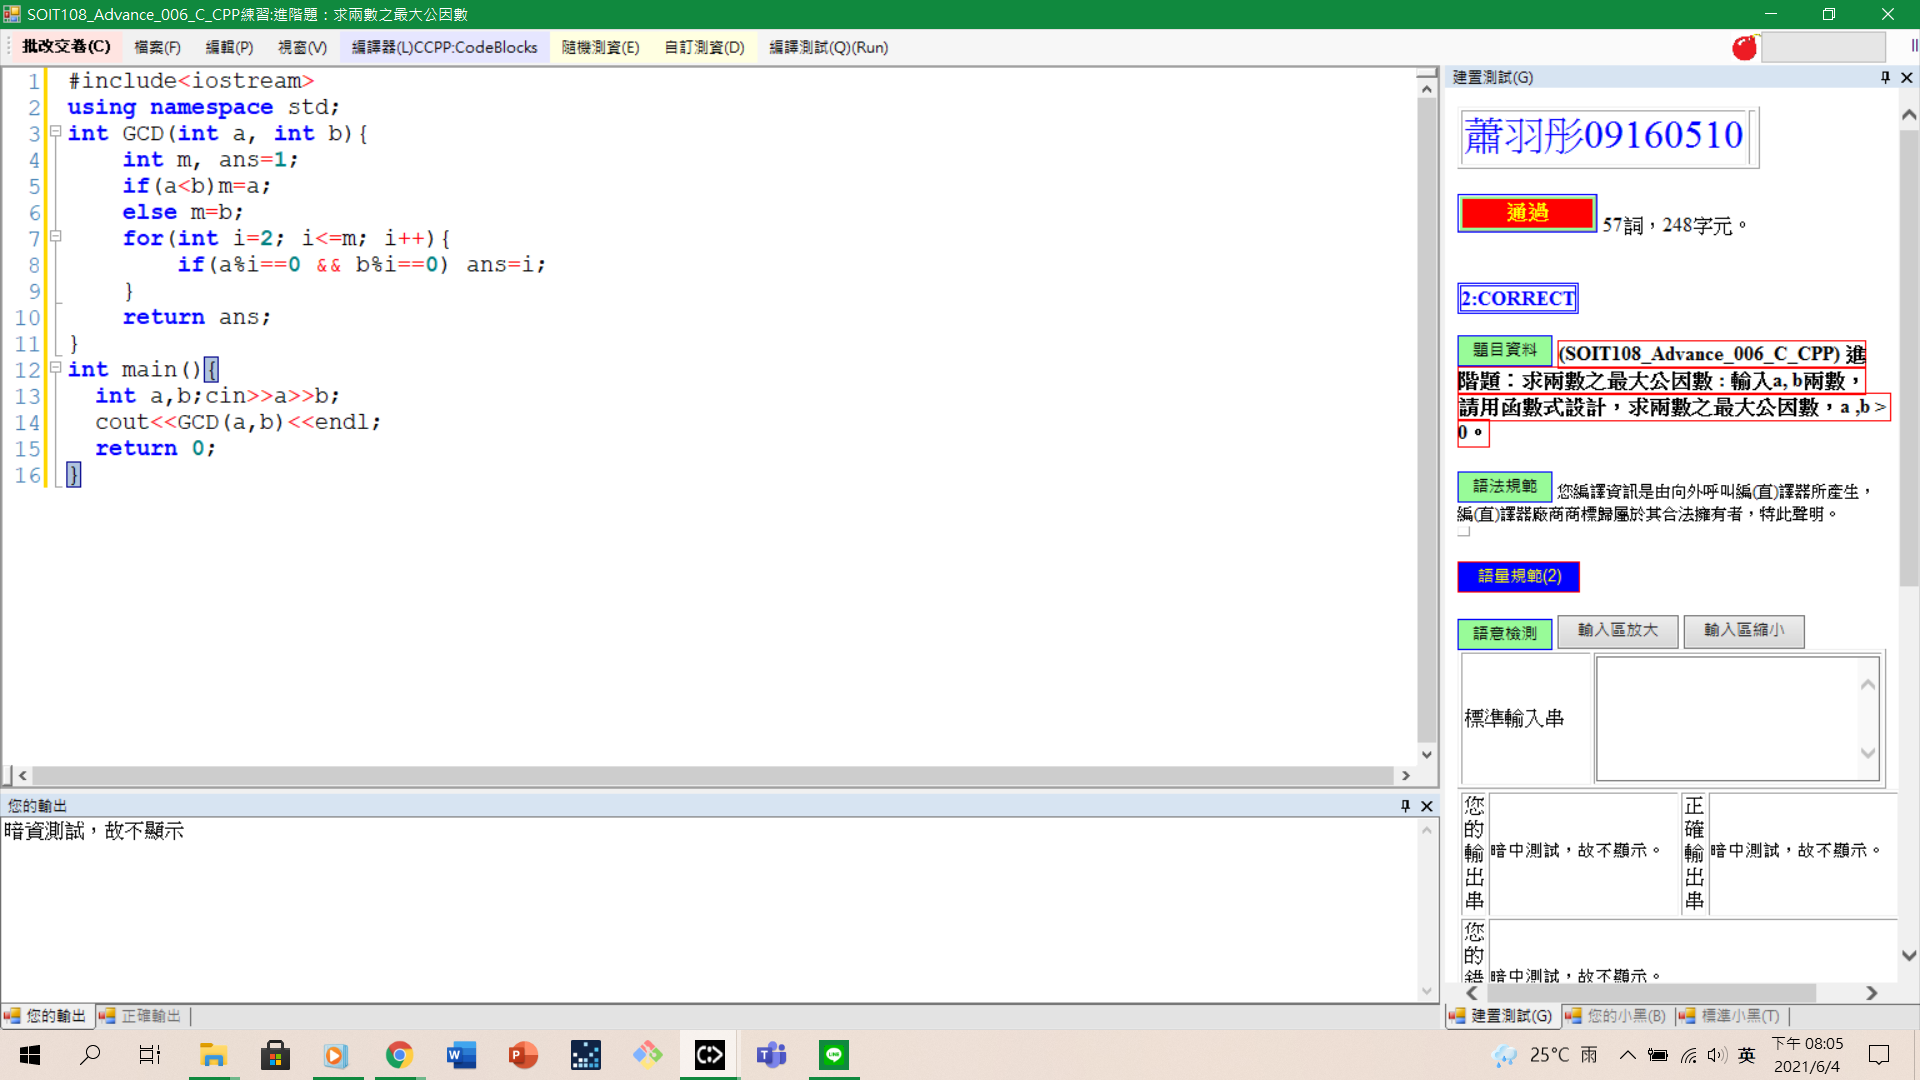 SOIT108_Advance_006_C_CPP練習:進階題：求兩數之最大公因數
批改交卷(C) 檔案(F) 編輯(P) 視窗(V) 編譯器(L)CCPP:CodeBlocks 隨機測資(E) 自訂測資(D) 編譯測試(Q)(Run)
1 #include<iostream>
2 using namespace std;
3 int GCD(int a, int b){
4 int m, ans=1;
5 if(a<b)m=a;
6 else m=b;
7 for(int i=2; i<=m; i++){
8 if(a%i==0 && b%i==0) ans=i;
9 }
10 return ans;
11 }
12 int main(){
13 int a,b;cin>>a>>b;
14 cout<<GCD(a,b)<<endl;
15 return 0;
16 }
您的輸出
暗資測試，故不顯示
您的輸出 正確輸出
建置測試(G)
蕭羽彤09160510
通過 57詞，248字元。
2:CORRECT
題目資料 (SOIT108_Advance_006_C_CPP) 進
階題：求兩數之最大公因數 : 輸入a, b兩數，
請用函數式設計，求兩數之最大公因數，a ,b >
0。
語法規範 您編譯資訊是由向外呼叫編(直)譯器所產生，
編(直)譯器廠商商標歸屬於其合法擁有者，特此聲明。
語量規範(2)
語意檢測 輸入區放大 輸入區縮小
標準輸入串
您的輸出串 暗中測試，故不顯示。 正確輸出串 暗中測試，故不顯示。
您的錯 暗中測試，故不顯示。
建置測試(G) 您的小黑(B) 標準小黑(T)
25°C 雨 英 下午 08:05
2021/6/4